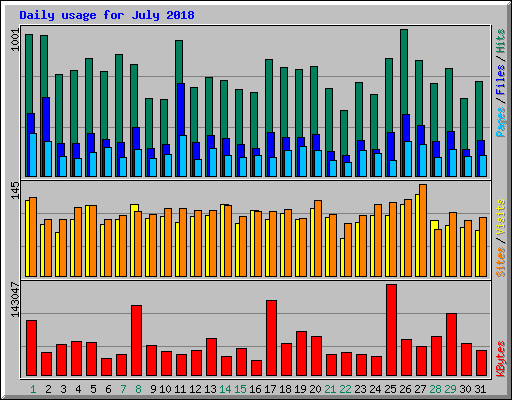 Daily usage for July 2018
1001
Pages / Files / Hits
145
Sites / Visits
143047
KBytes
1 2 3 4 5 6 7 8 9 10 11 12 13 14 15 16 17 18 19 20 21 22 23 24 25 26 27 28 29 30 31